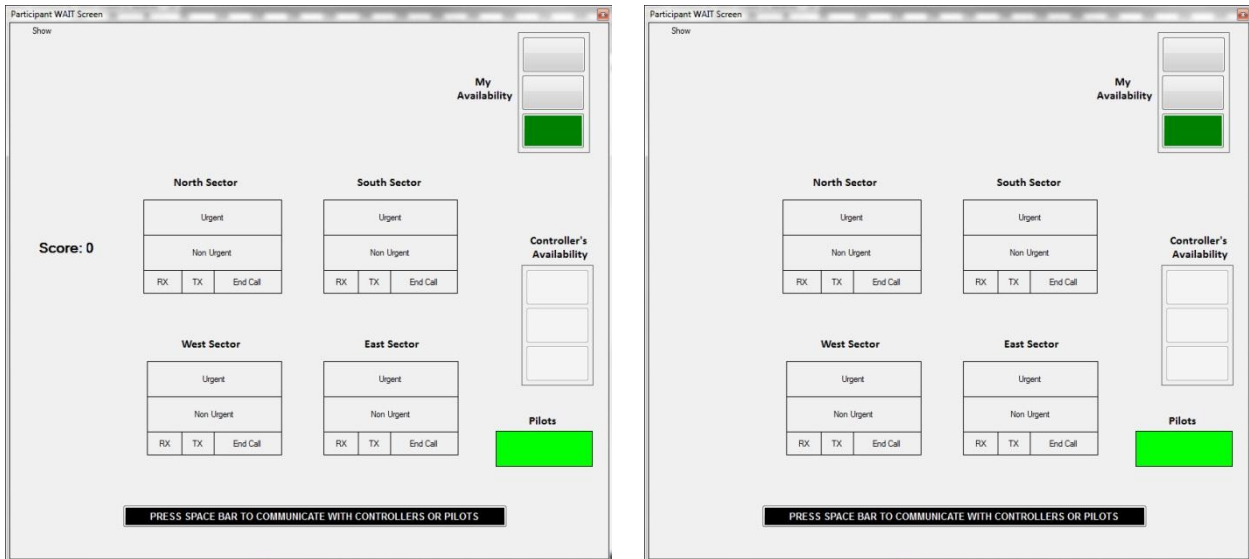 Participant WAIT Screen
Show
My
Availability
North Sector
South Sector
Urgent
Urgent
Score: 0
Non Urgent
Non Urgent
Controller's
Availability
RX TX End Call
RX TX End Call
West Sector
East Sector
Urgent
Urgent
Non Urgent
Non Urgent
Pilots
RX TX End Call
RX TX End Call
PRESS SPACE BAR TO COMMUNICATE WITH CONTROLLERS OR PILOTS
Participant WAIT Screen
Show
My
Availability
North Sector
South Sector
Urgent
Urgent
Non Urgent
Non Urgent
Controller's
Availability
RX TX End Call
RX TX End Call
West Sector
East Sector
Urgent
Urgent
Non Urgent
Non Urgent
Pilots
RX TX End Call
RX TX End Call
PRESS SPACE BAR TO COMMUNICATE WITH CONTROLLERS OR PILOTS